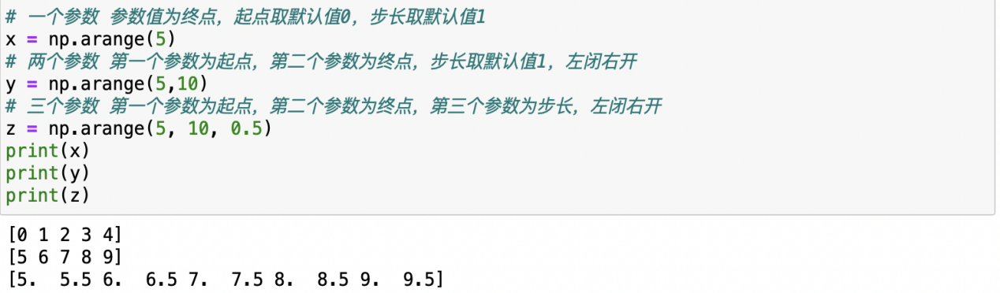 # 一个参数 参数值为终点，起点取默认值0，步长取默认值1
x = np.arange(5)
# 两个参数 第一个参数为起点，第二个参数为终点，步长取默认值1，左闭右开
y = np.arange(5,10)
# 三个参数 第一个参数为起点，第二个参数为终点，第三个参数为步长，左闭右开
z = np.arange(5, 10, 0.5)
print(x)
print(y)
print(z)
[0 1 2 3 4]
[5 6 7 8 9]
[5.  5.5 6.  6.5 7.  7.5 8.  8.5 9.  9.5]